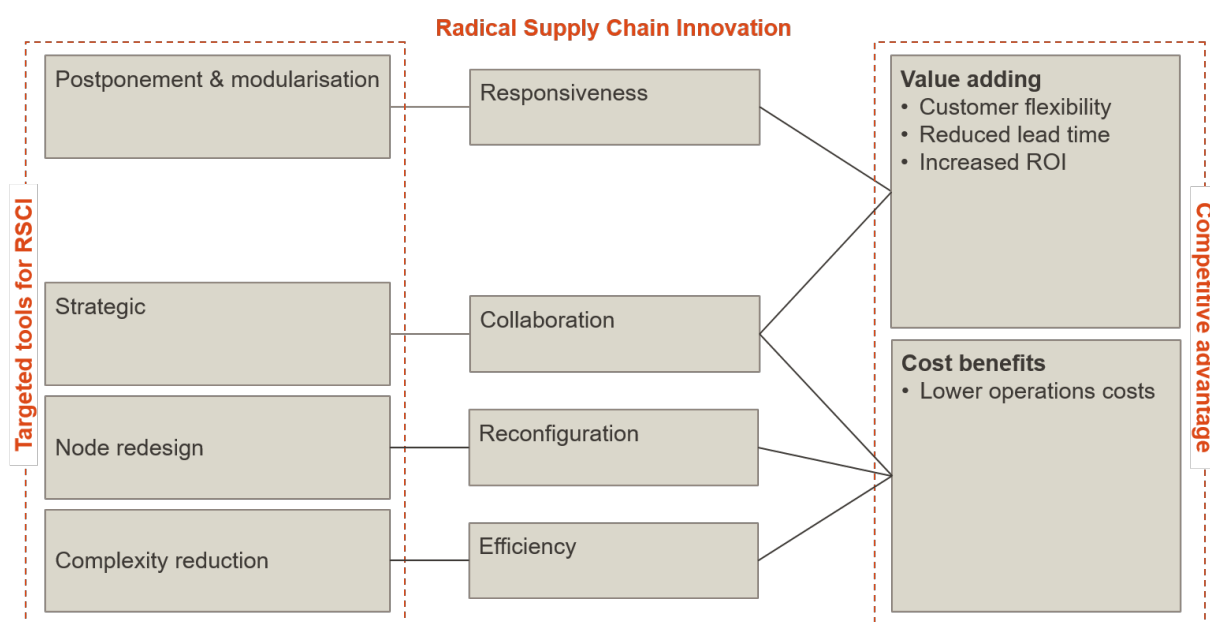 Radical Supply Chain Innovation
Targeted tools for RSCI
Postponement & modularisation
Strategic
Node redesign
Complexity reduction
Responsiveness
Collaboration
Reconfiguration
Efficiency
Value adding
• Customer flexibility
• Reduced lead time
• Increased ROI
Cost benefits
• Lower operations costs
Competitive advantage